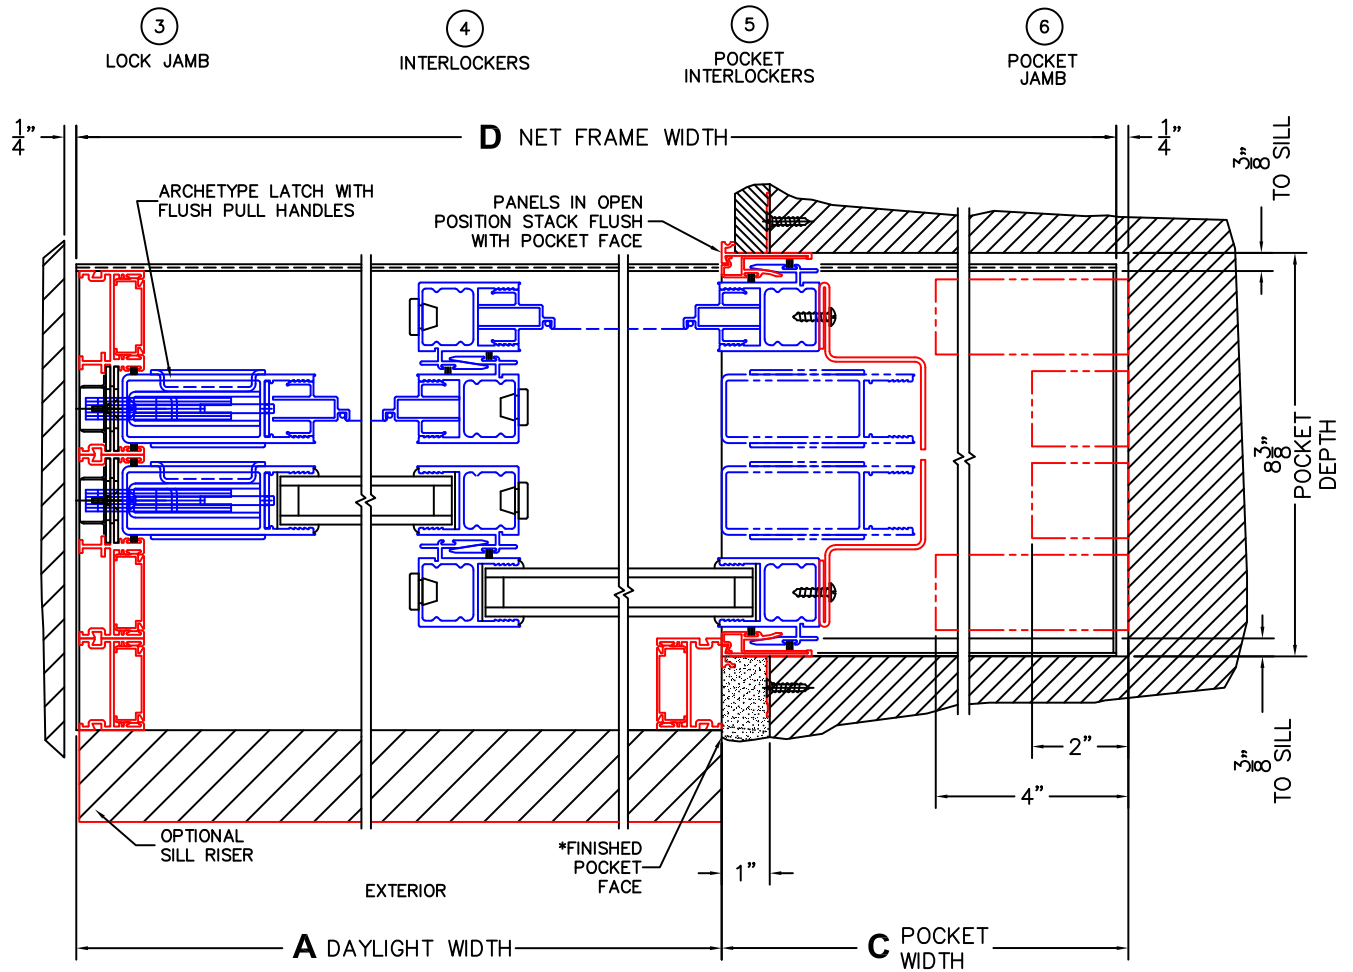 3
LOCK JAMB
4
INTERLOCKERS
5
POCKET
INTERLOCKERS
6
POCKET
JAMB
1/4"
D NET FRAME WIDTH
1/4"
3/8"
TO SILL
ARCHETYPE LATCH WITH
FLUSH PULL HANDLES
PANELS IN OPEN
POSITION STACK FLUSH
WITH POCKET FACE
8 3/8"
POCKET
DEPTH
2"
4"
3/8"
TO SILL
OPTIONAL
SILL RISER
*FINISHED
POCKET
FACE
1"
EXTERIOR
A DAYLIGHT WIDTH
C POCKET
WIDTH